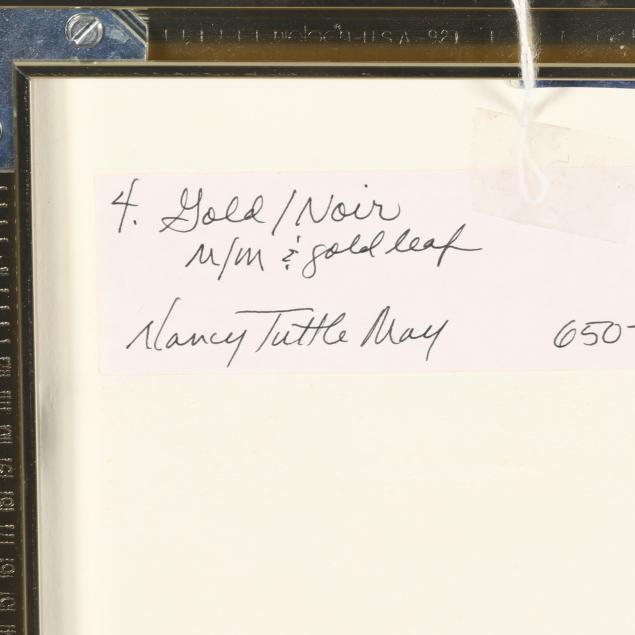 4. Gold / Noir
M/M & gold leaf
Nancy Tuttle May 650-